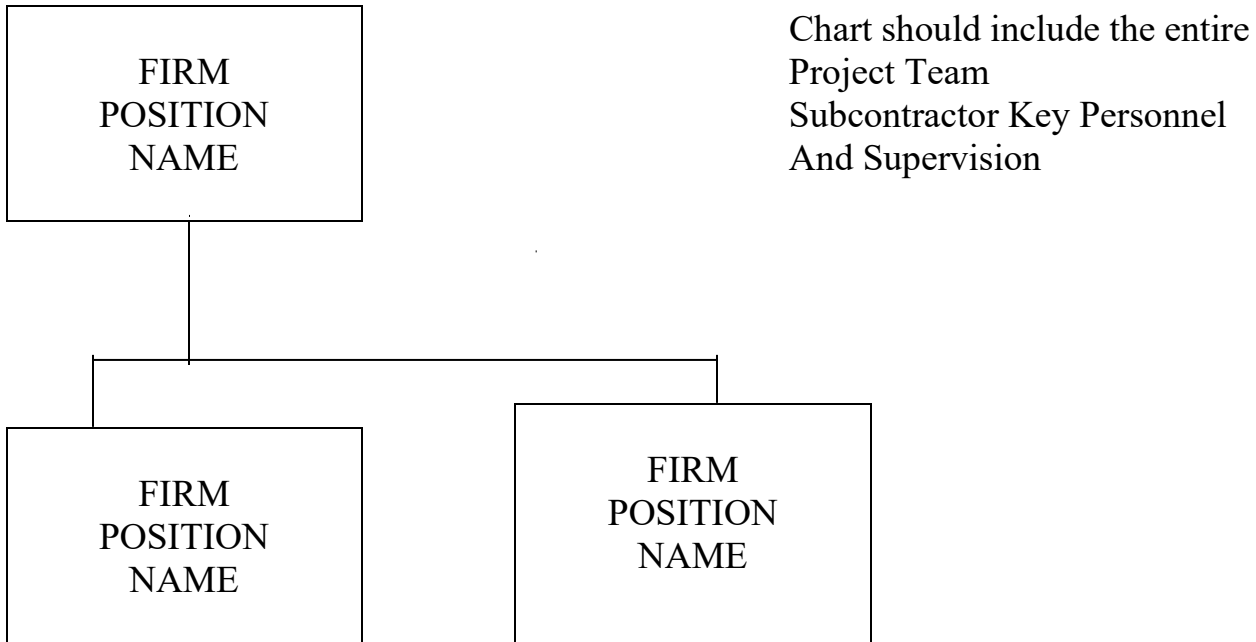 FIRM
POSITION
NAME
Chart should include the entire
Project Team
Subcontractor Key Personnel
And Supervision
FIRM
POSITION
NAME
FIRM
POSITION
NAME